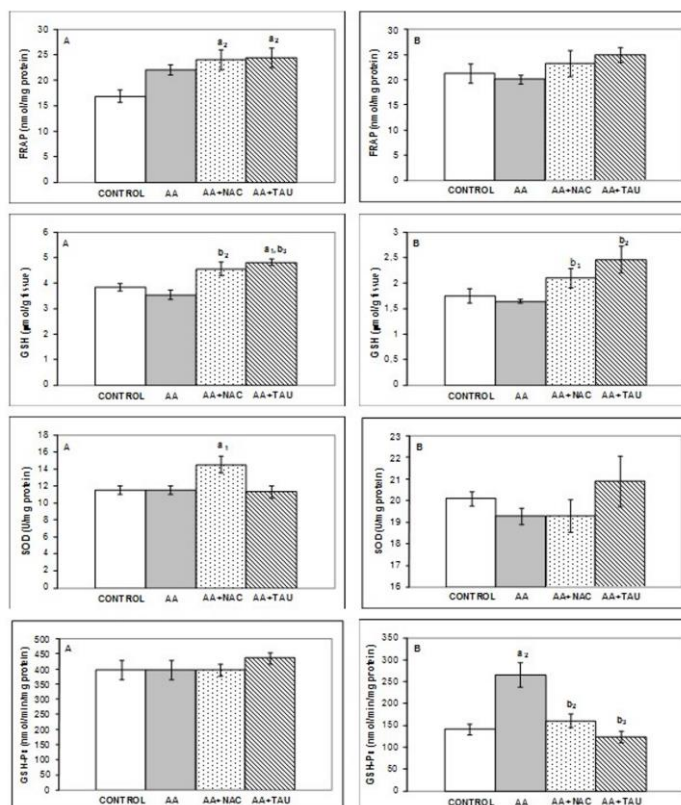 A
FRAP (nmol/mg protein)
30
25
20
15
10
5
0
a2 a2
CONTROL AA AA+NAC AA+TAU
B
FRAP (nmol/mg protein)
30
25
20
15
10
5
0
CONTROL AA AA+NAC AA+TAU
A
GSH (μmol/g tissue)
6
5
4
3
2
1
0
b2 a1,b3
CONTROL AA AA+NAC AA+TAU
B
GSH (μmol/g tissue)
3
2.5
2
1.5
1
0.5
0
b1 b2
CONTROL AA AA+NAC AA+TAU
A
SOD (U/mg protein)
18
16
14
12
10
8
6
4
2
0
a1
CONTROL AA AA+NAC AA+TAU
B
SOD (U/mg protein)
23
22
21
20
19
18
17
16
15
CONTROL AA AA+NAC AA+TAU
A
GSH-Px (nmol/min/mg protein)
500
450
400
350
300
250
200
150
100
50
0
CONTROL AA AA+NAC AA+TAU
B
GSH-Px (nmol/min/mg protein)
350
300
250
200
150
100
50
0
a2 b2
CONTROL AA AA+NAC AA+TAU